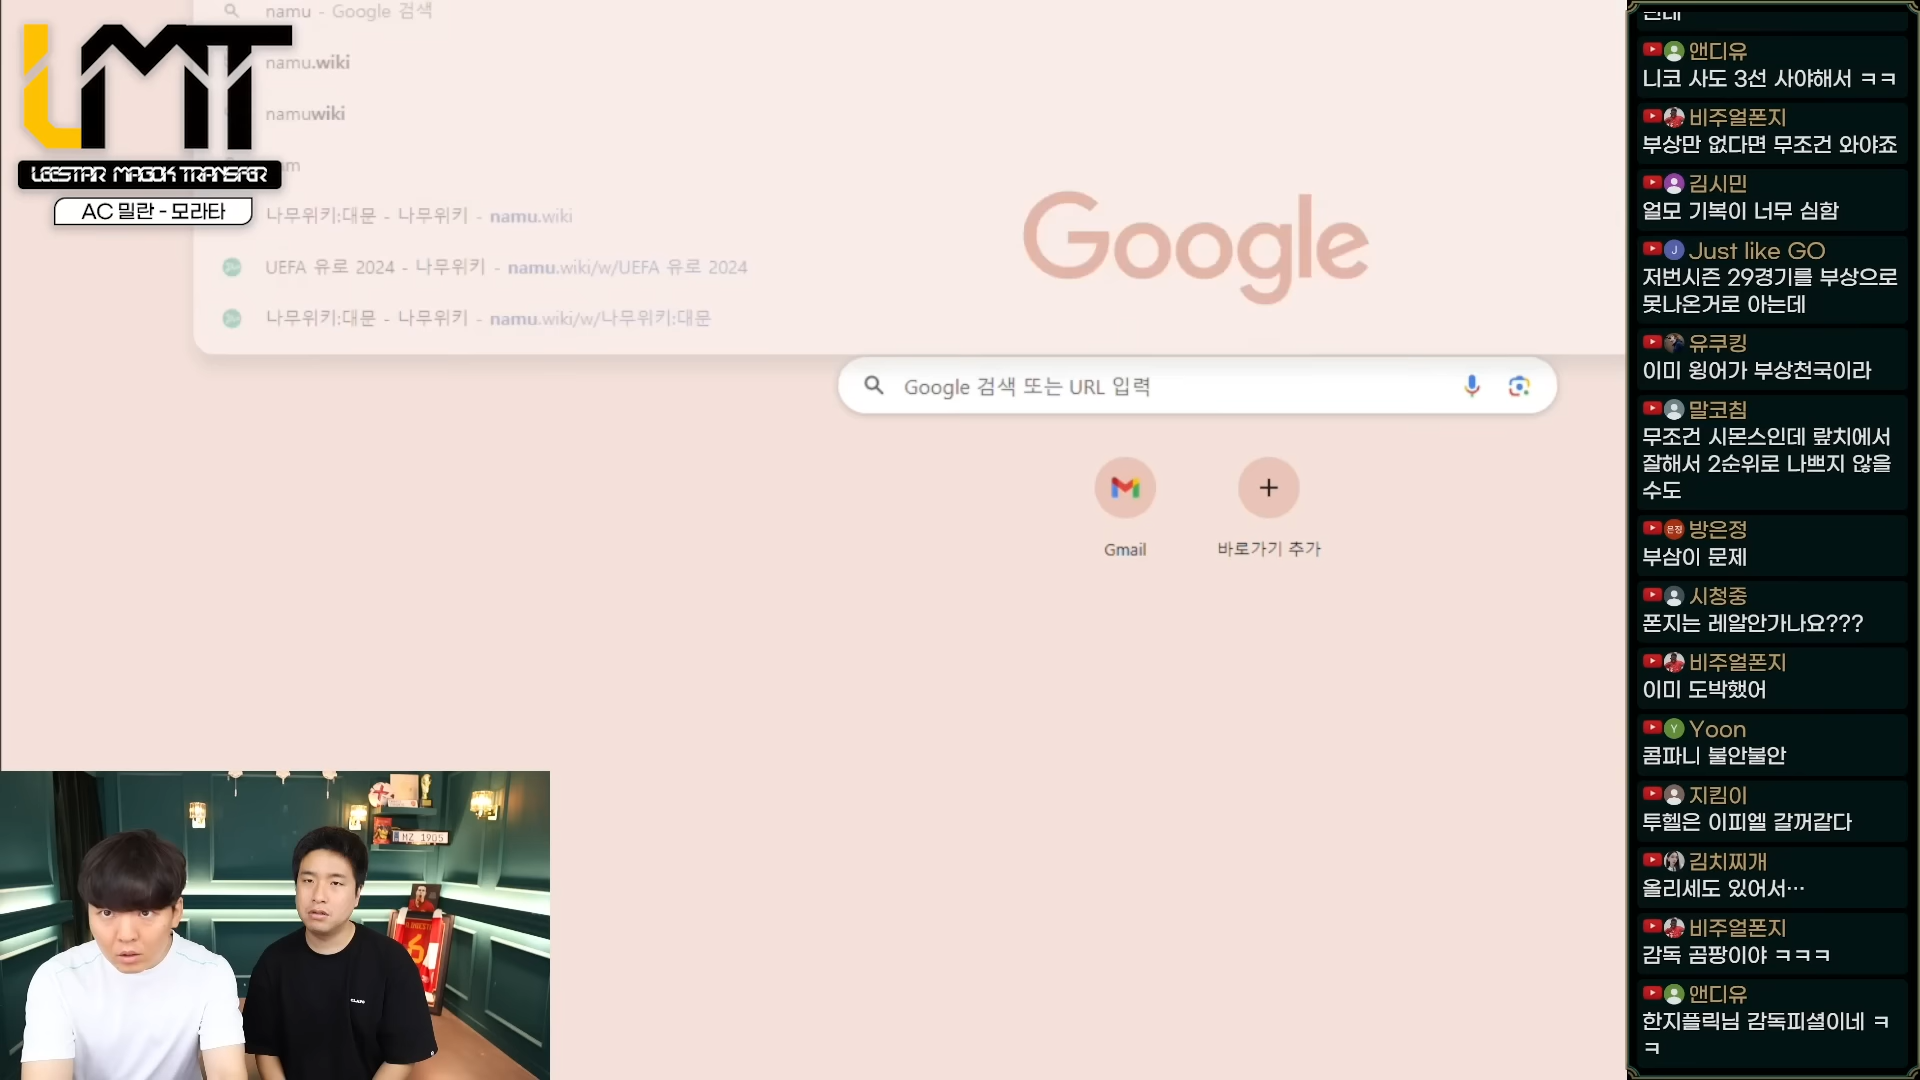 namu - Google 검색
namu.wiki
namuwiki
am
나무위키:대문 - 나무위키 - namu.wiki
UEFA 유로 2024 - 나무위키 - namu.wiki/w/UEFA 유로 2024
나무위키:대문 - 나무위키 - namu.wiki/w/나무위키:대문
LMT
LEESTAR MAGOK TRANSFER
AC 밀란 - 모라타
Google
Google 검색 또는 URL 입력
Gmail
바로가기 추가
MZ 1905
6
앤디유
니코 사도 3선 사야해서 ㅋㅋ
비주얼폰지
부상만 없다면 무조건 와야죠
김시민
얼모 기복이 너무 심함
J Just like GO
저번시즌 29경기를 부상으로
못나온거로 아는데
유쿠킹
이미 윙어가 부상천국이라
말코침
무조건 시몬스인데 랖치에서
잘해서 2순위로 나쁘지 않을
수도
은정 방은정
부삼이 문제
시청중
폰지는 레알안가나요???
비주얼폰지
이미 도박했어
Y Yoon
콤파니 불안불안
지킴이
투헬은 이피엘 갈꺼같다
김치찌개
올리세도 있어서…
비주얼폰지
감독 곰팡이야 ㅋㅋㅋ
앤디유
한지플릭님 감독피셜이네 ㅋ
ㅋ